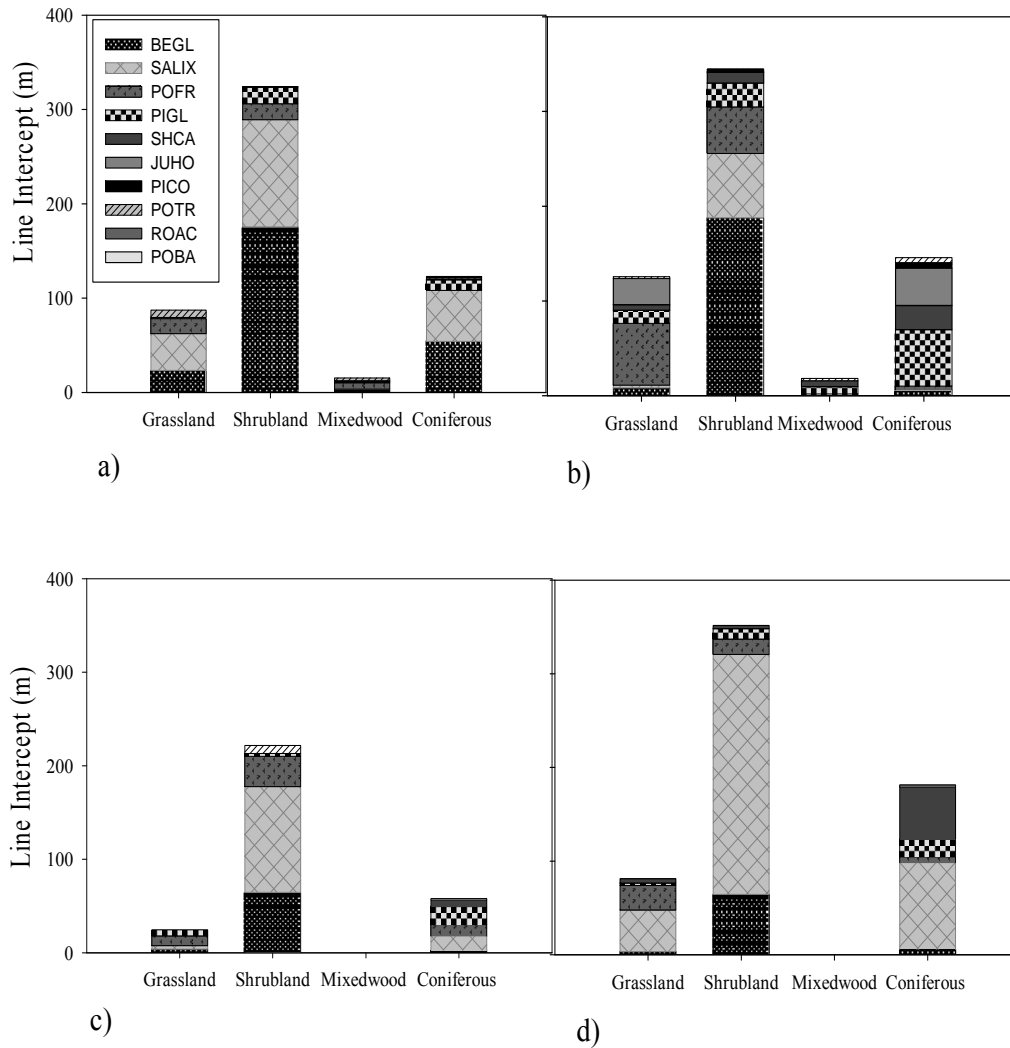 400
300
200
100
0
Line Intercept (m)
BEGL
SALIX
POFR
PIGL
SHCA
JUHO
PICO
POTR
ROAC
POBA
Grassland Shrubland Mixedwood Coniferous
a)
Grassland Shrubland Mixedwood Coniferous
b)
400
300
200
100
0
Line Intercept (m)
Grassland Shrubland Mixedwood Coniferous
c)
Grassland Shrubland Mixedwood Coniferous
d)